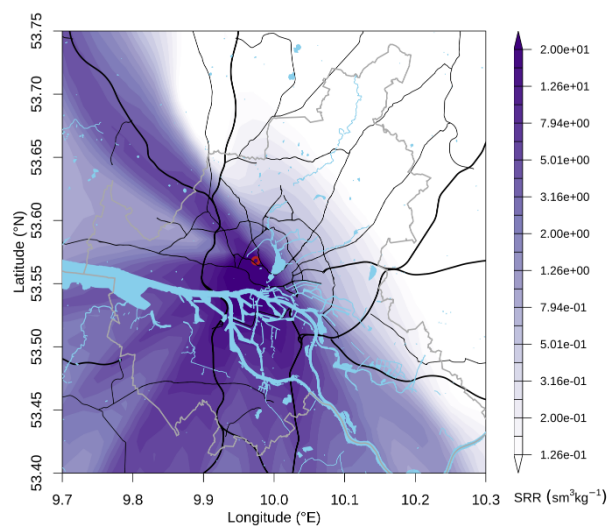 53.75
53.70
53.65
53.60
53.55
53.50
53.45
53.40
Latitude (°N)
9.7
9.8
9.9
10.0
10.1
10.2
10.3
Longitude (°E)
2.00e+01
1.26e+01
7.94e+00
5.01e+00
3.16e+00
2.00e+00
1.26e+00
7.94e-01
5.01e-01
3.16e-01
2.00e-01
1.26e-01
SRR (sm³kg⁻¹)